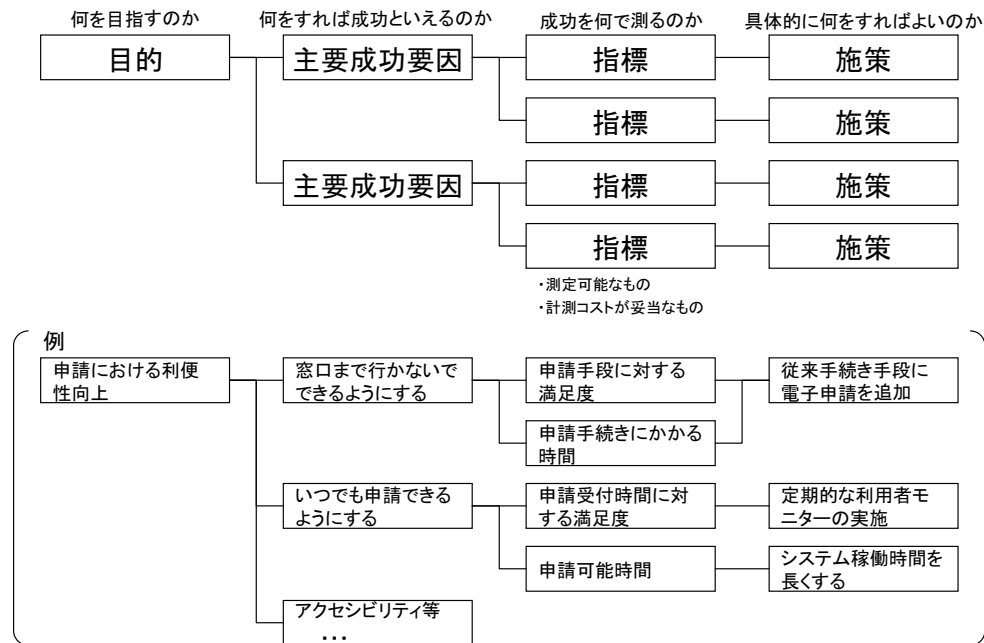 何を目指すのか
何をすれば成功といえるのか
成功を何で測るのか
具体的に何をすればよいのか
目的
主要成功要因
指標
施策
指標
施策
主要成功要因
指標
施策
指標
施策
・測定可能なもの
・計測コストが妥当なもの
例
申請における利便
性向上
窓口まで行かないで
できるようにする
申請手段に対する
満足度
従来手続き手段に
電子申請を追加
申請手続きにかかる
時間
いつでも申請できる
ようにする
申請受付時間に対
する満足度
定期的な利用者モ
ニターの実施
申請可能時間
システム稼働時間を
長くする
アクセシビリティ等
・・・